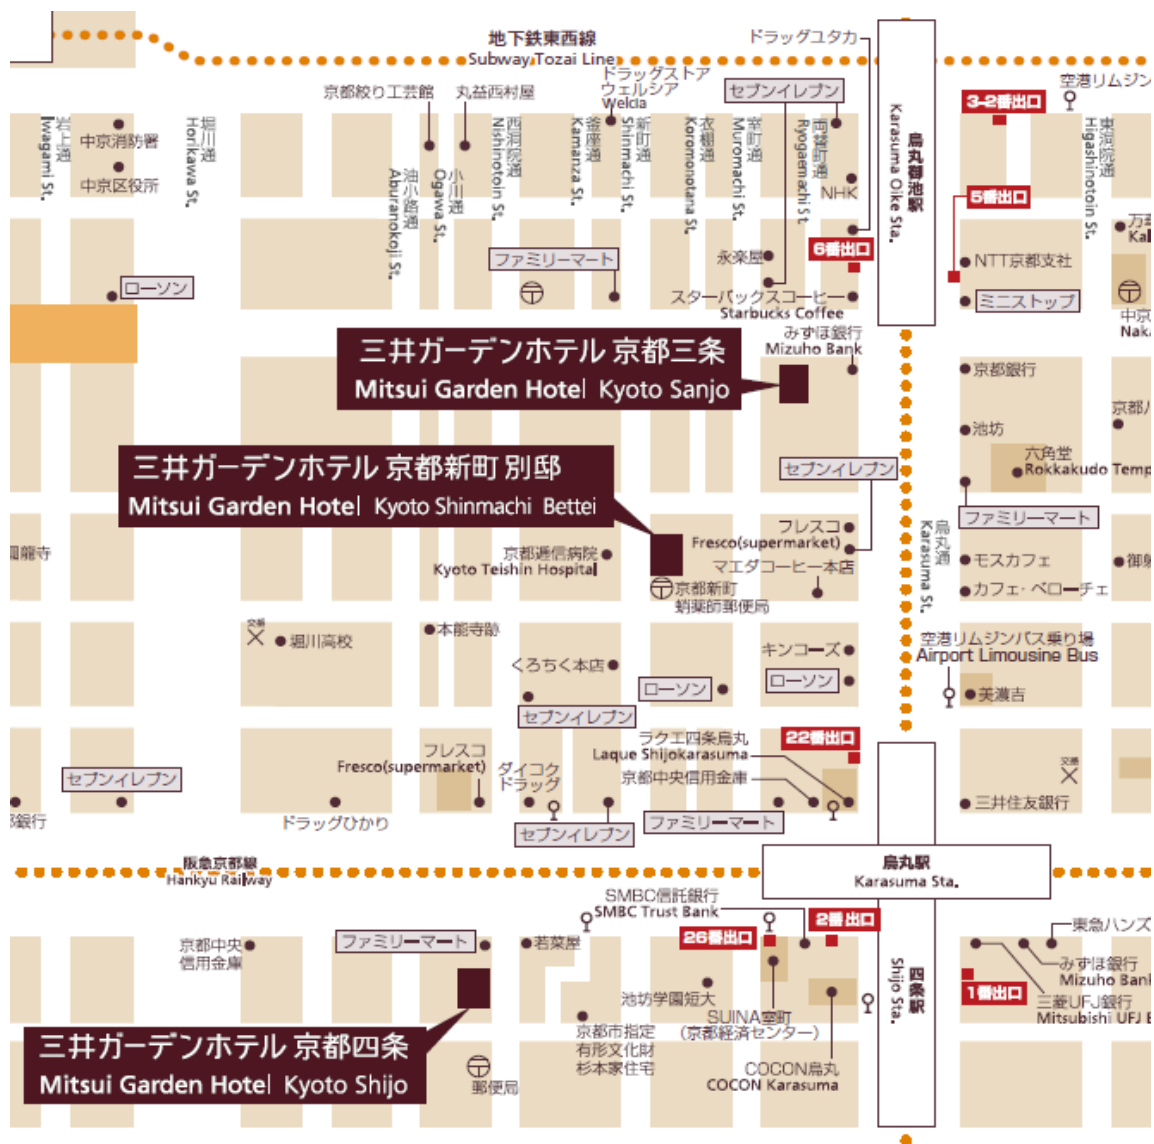 地下鉄東西線
Subway Tozai Line
ドラッグユタカ
ドラッグストア
ウェルシア
Welcia
セブンイレブン
空港リムジン
京都絞り工芸館
丸益西村屋
3-2番出口
岩上通
Iwagami St.
中京消防署
中京区役所
堀川通
Horikawa St.
油小路通
Aburanokoji St.
小川通
Ogawa St.
西洞院通
Nishinotoin St.
釜座通
Kamanza St.
新町通
Shinmachi St.
衣棚通
Koromonotana St.
室町通
Muromachi St.
両替町通
Ryogaemachi St.
烏丸御池駅
Karasuma Oike Sta.
東洞院通
Higashinotoin St.
NHK
5番出口
6番出口
永楽屋
ファミリーマート
NTT京都支社
ローソン
スターバックスコーヒー
Starbucks Coffee
ミニストップ
みずほ銀行
Mizuho Bank
三井ガーデンホテル 京都三条
Mitsui Garden Hotel Kyoto Sanjo
京都銀行
池坊
六角堂
Rokkakudo Temp
三井ガーデンホテル 京都新町 別邸
Mitsui Garden Hotel Kyoto Shinmachi Bettei
セブンイレブン
ファミリーマート
フレスコ
Fresco(supermarket)
烏丸通
Karasuma St.
京都逓信病院
Kyoto Teishin Hospital
マエダコーヒー本店
モスカフェ
カフェ・ベローチェ
京都新町
蛸薬師郵便局
交番
堀川高校
本能寺跡
くろちく本店
キンコーズ
空港リムジンバス乗り場
Airport Limousine Bus
ローソン
ローソン
美濃吉
セブンイレブン
22番出口
ラクエ四条烏丸
Laque Shijokarasuma
フレスコ
Fresco(supermarket)
ダイコク
ドラッグ
京都中央信用金庫
セブンイレブン
交番
三井住友銀行
ドラッグひかり
セブンイレブン
ファミリーマート
阪急京都線
Hankyu Railway
烏丸駅
Karasuma Sta.
SMBC信託銀行
SMBC Trust Bank
2番出口
26番出口
東急ハンズ
京都中央
信用金庫
ファミリーマート
若菜屋
四条駅
Shijo Sta.
みずほ銀行
Mizuho Bank
1番出口
三菱UFJ銀行
Mitsubishi UFJ
池坊学園短大
SUINA室町
(京都経済センター)
京都市指定
有形文化財
杉本家住宅
三井ガーデンホテル 京都四条
Mitsui Garden Hotel Kyoto Shijo
郵便局
COCON烏丸
COCON Karasuma